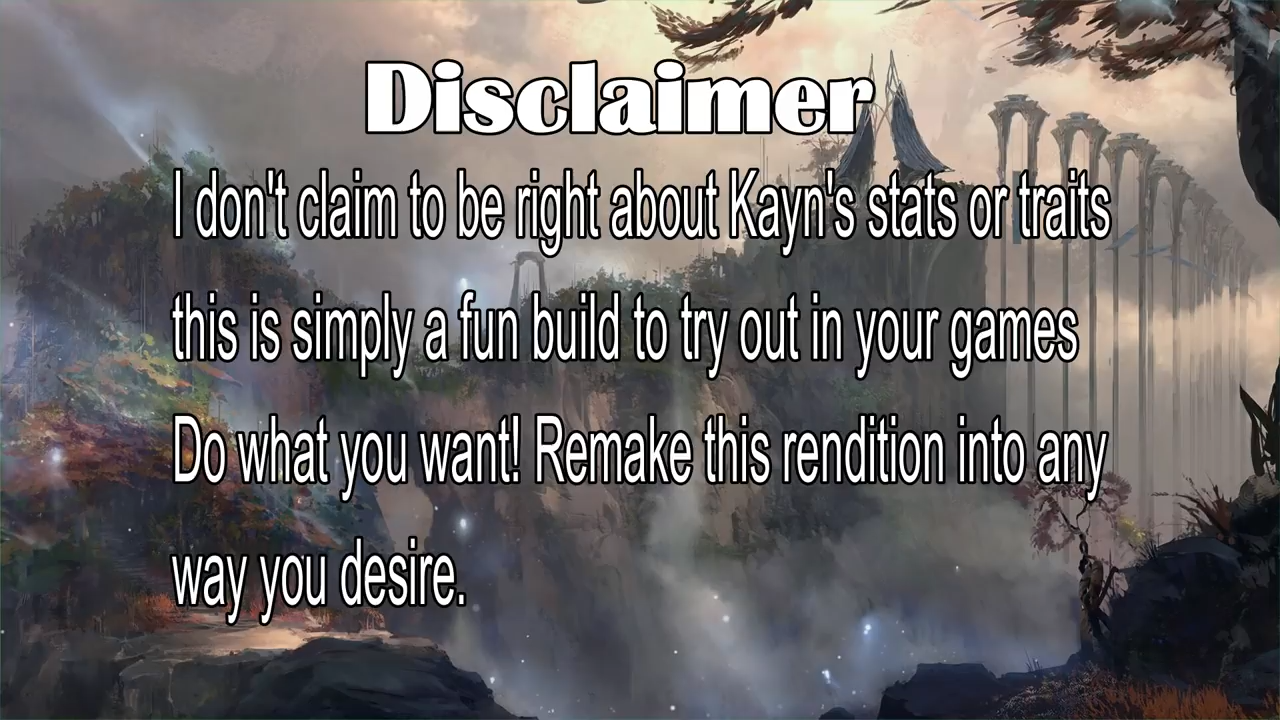 Disclaimer
I don't claim to be right about Kayn's stats or traits
this is simply a fun build to try out in your games
Do what you want! Remake this rendition into any
way you desire.